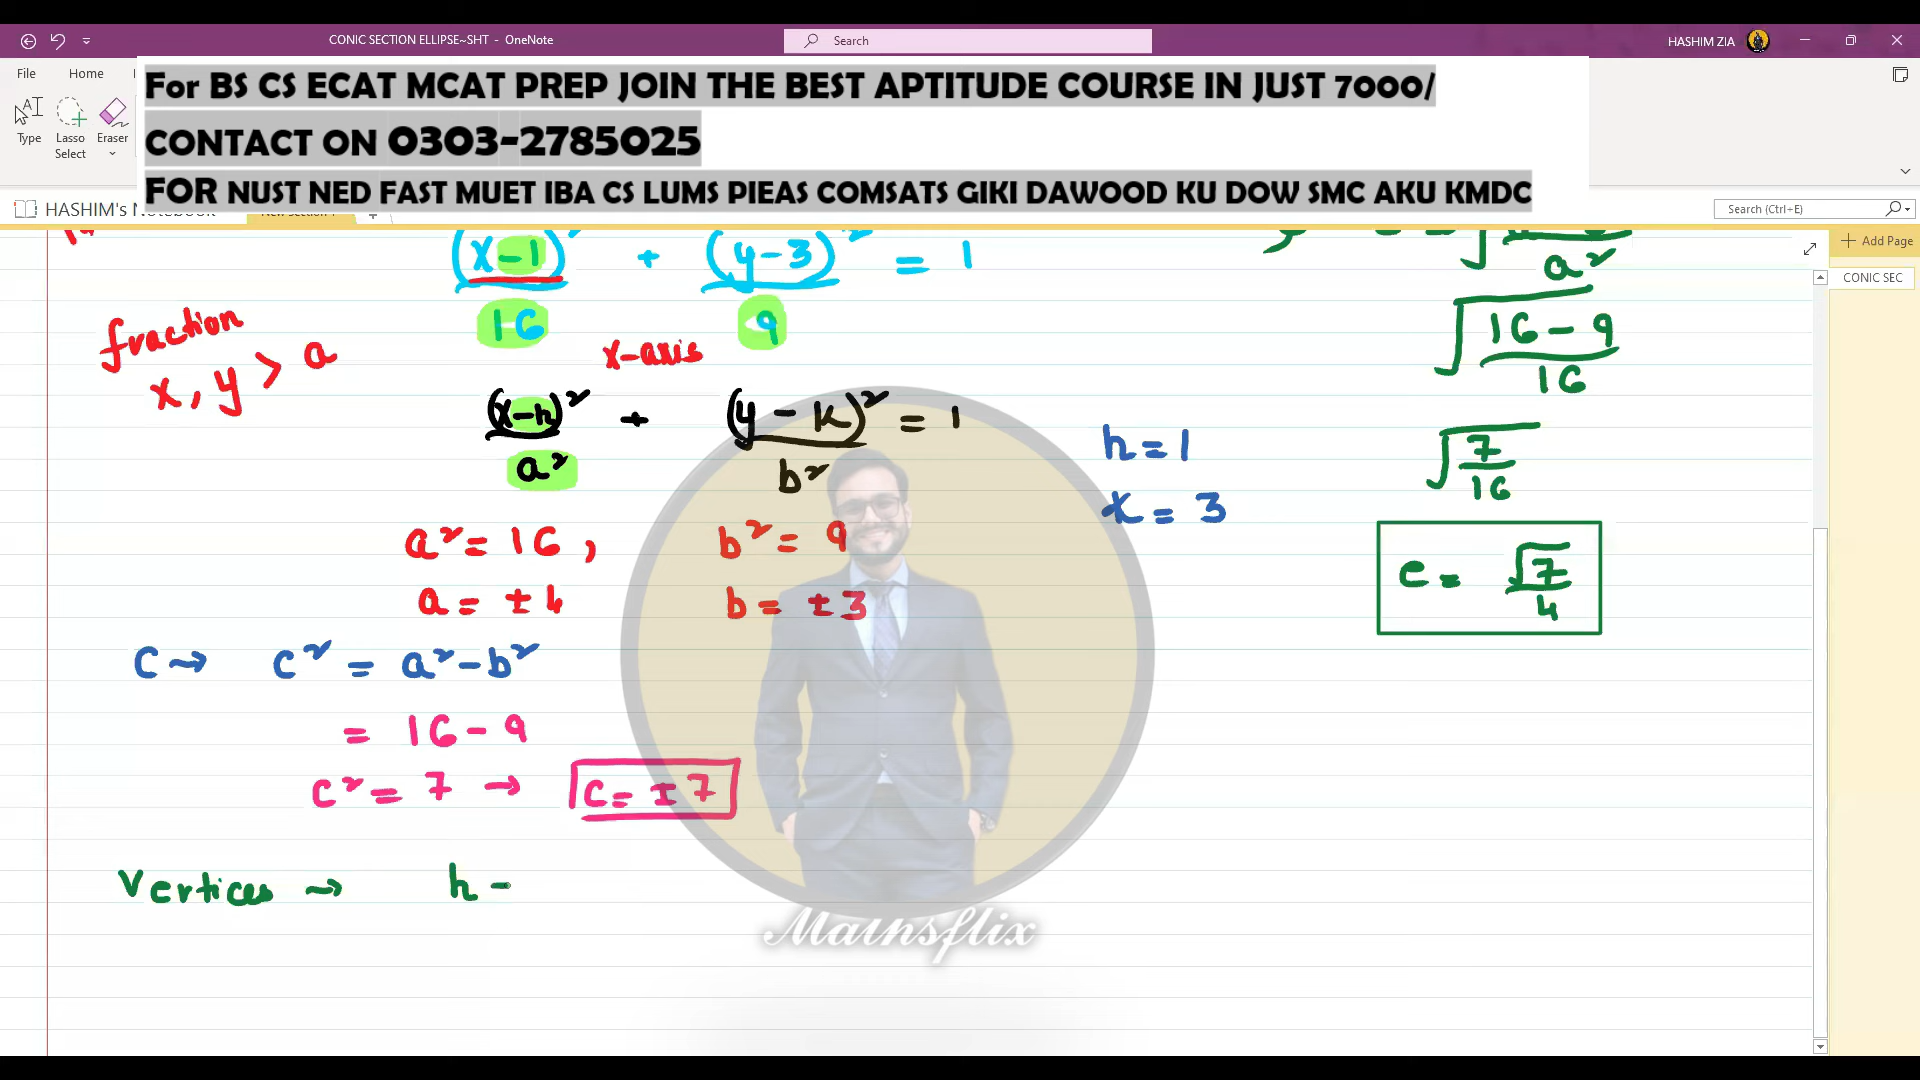 CONIC SECTION ELLIPSE~SHT - OneNote
Search
HASHIM ZIA
File Home
For BS CS ECAT MCAT PREP JOIN THE BEST APTITUDE COURSE IN JUST 7000/
CONTACT ON 0303-2785025
FOR NUST NED FAST MUET IBA CS LUMS PIEAS COMSATS GIKI DAWOOD KU DOW SMC AKU KMDC
Type
Lasso Select
Eraser
HASHIM's Notebook
Search (Ctrl+E)
Add Page
CONIC SEC
(x-1)² + (y-3)² = 1
16 9
x-axis
fraction
x, y > a
(x-h)² + (y-k)² = 1
a² b²
h = 1
k = 3
a² = 16, b² = 9
a = ±4 b = ±3
c → c² = a² - b²
= 16 - 9
c² = 7 → c = ±7
Vertices → h -
a²
√16-9
16
√7
16
e = √7
4
Mainsflix